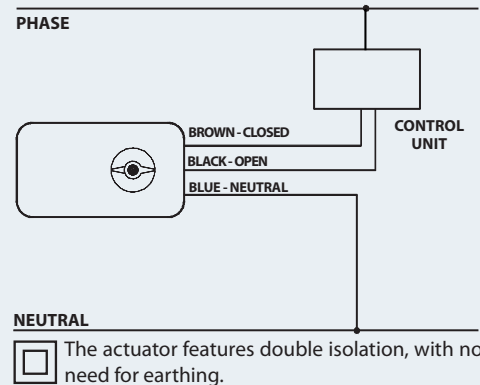 PHASE
BROWN - CLOSED
CONTROL
UNIT
BLACK - OPEN
BLUE - NEUTRAL
NEUTRAL
The actuator features double isolation, with no
need for earthing.